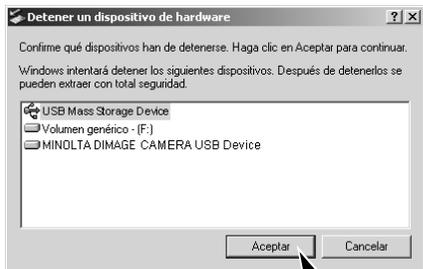 Detener un dispositivo de hardware
Confirme qué dispositivos han de detenerse. Haga clic en Aceptar para continuar.
Windows intentará detener los siguientes dispositivos. Después de detenerlos se
pueden extraer con total seguridad.
USB Mass Storage Device
Volumen genérico - (F:)
MINOLTA DIMAGE CAMERA USB Device
Aceptar Cancelar